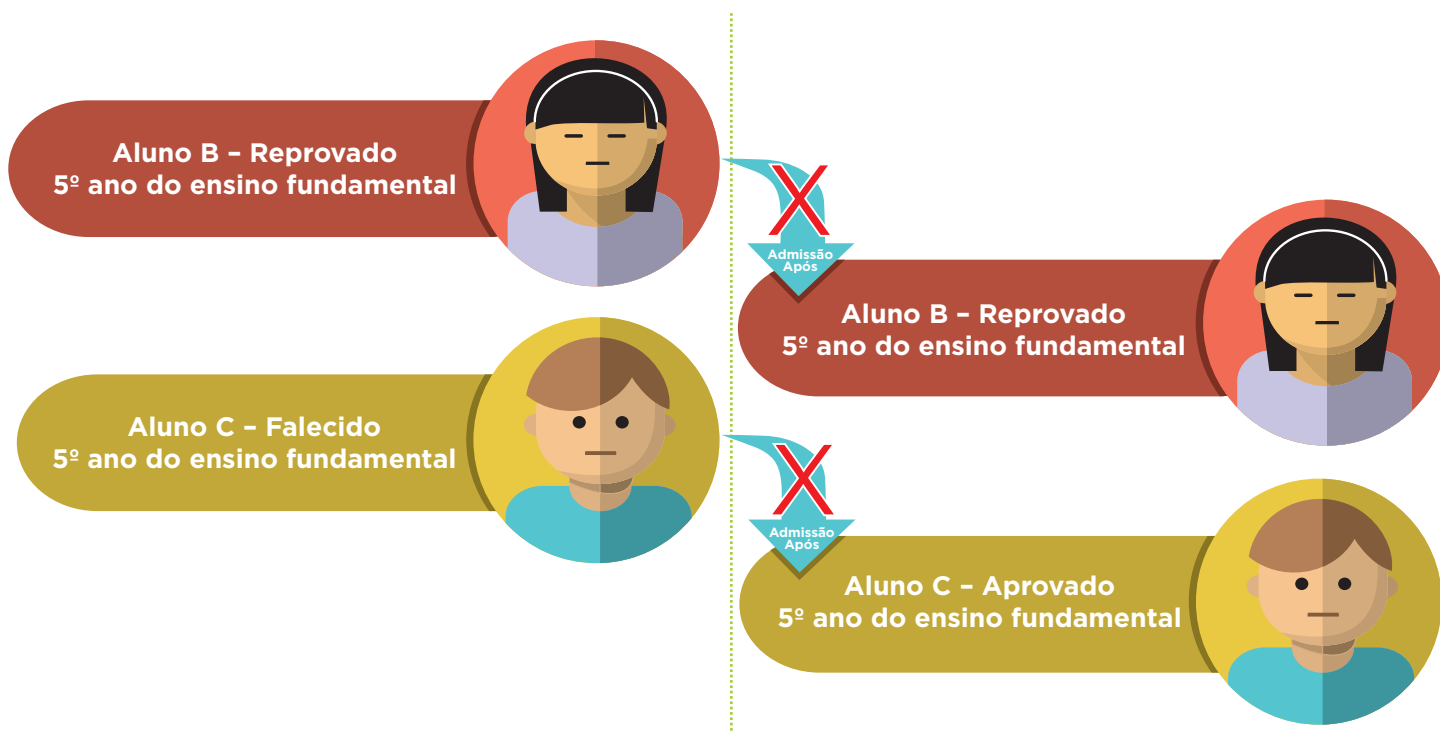 Aluno B – Reprovado
5º ano do ensino fundamental
Admissão
Após
Aluno B – Reprovado
5º ano do ensino fundamental
Aluno C – Falecido
5º ano do ensino fundamental
Admissão
Após
Aluno C – Aprovado
5º ano do ensino fundamental